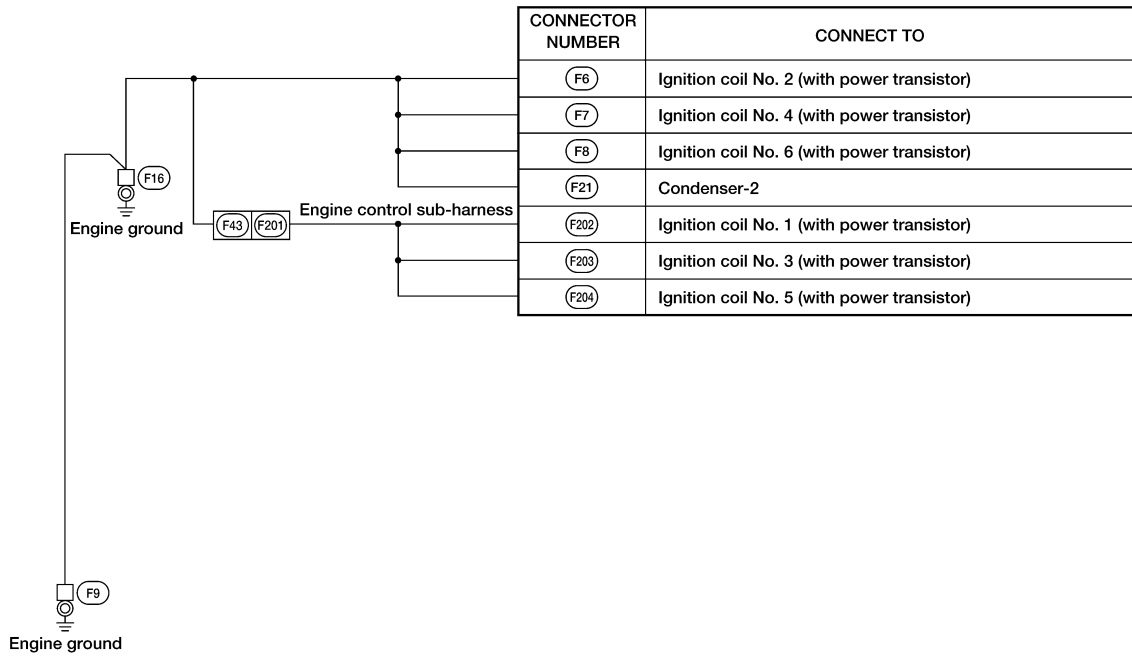 CONNECTOR
NUMBER
CONNECT TO
F6 Ignition coil No. 2 (with power transistor)
F7 Ignition coil No. 4 (with power transistor)
F8 Ignition coil No. 6 (with power transistor)
F21 Condenser-2
F202 Ignition coil No. 1 (with power transistor)
F203 Ignition coil No. 3 (with power transistor)
F204 Ignition coil No. 5 (with power transistor)
F16
Engine ground
F43 F201
Engine control sub-harness
F9
Engine ground